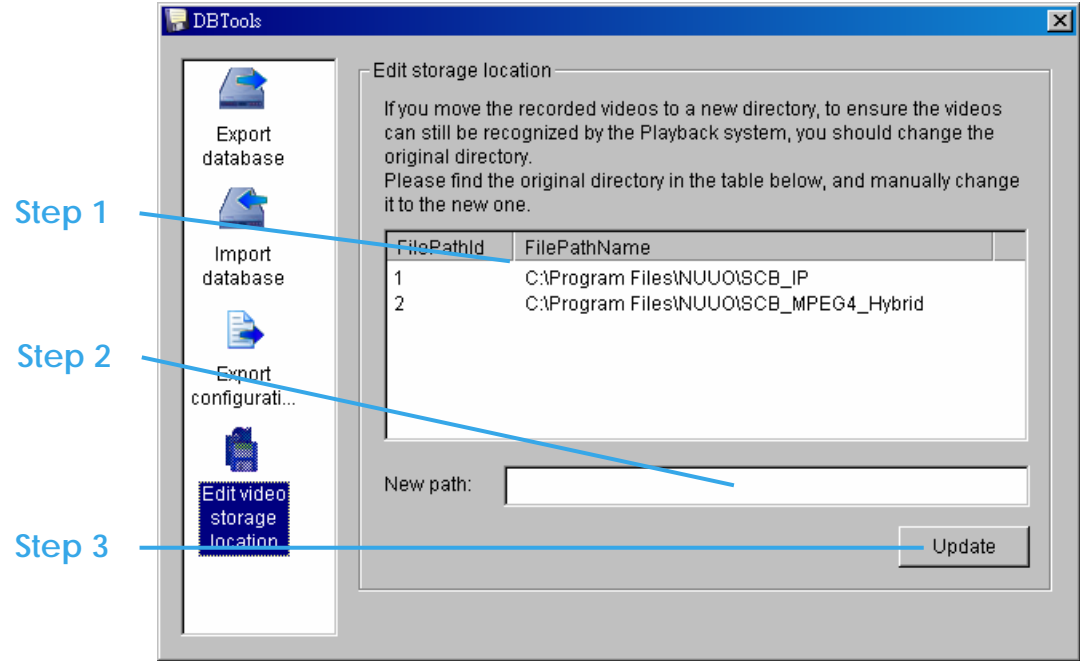 DBTools
Export
database
Import
database
Export
configurati...
Edit video
storage
location
Edit storage location
If you move the recorded videos to a new directory, to ensure the videos
can still be recognized by the Playback system, you should change the
original directory.
Please find the original directory in the table below, and manually change
it to the new one.
FilePathId FilePathName
1 C:\Program Files\NUUO\SCB_IP
2 C:\Program Files\NUUO\SCB_MPEG4_Hybrid
New path:
Update
Step 1
Step 2
Step 3